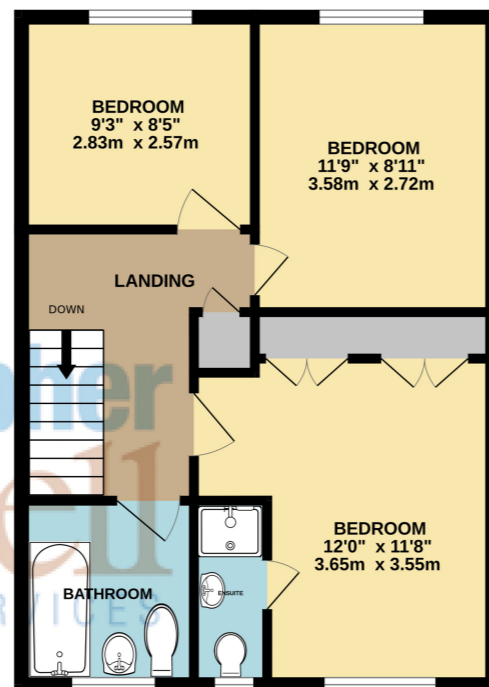 BEDROOM
9'3" x 8'5"
2.83m x 2.57m
BEDROOM
11'9" x 8'11"
3.58m x 2.72m
LANDING
DOWN
BEDROOM
12'0" x 11'8"
3.65m x 3.55m
BATHROOM
ENSUITE